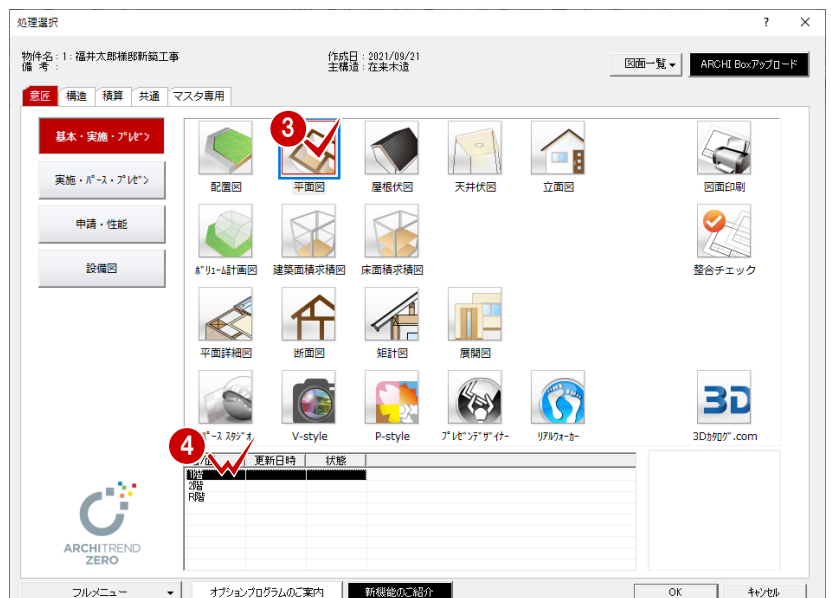 処理選択
? ×
物件名：1：福井太郎様邸新築工事
備 考 ：
作成日：2021/09/21
主構造：在来木造
図面一覧▼
ARCHI Boxアップロード
意匠 構造 積算 共通 マスタ専用
基本・実施・プレゼン
実施・パース・プレゼン
申請・性能
設備図
3
配置図 平面図 屋根伏図 天井伏図 立面図 図面印刷
ボリューム計画図 建築面積求積図 床面積求積図 整合チェック
平面詳細図 断面図 矩計図 展開図
3D
パース スタジオ V-style P-style プレゼンデザイナー リアルウォーカー 3Dカタログ.com
4
更新日時 状態
1階
2階
R階
ARCHITREND
ZERO
フルメニュー ▼ オプションプログラムのご案内 新機能のご紹介 OK キャンセル